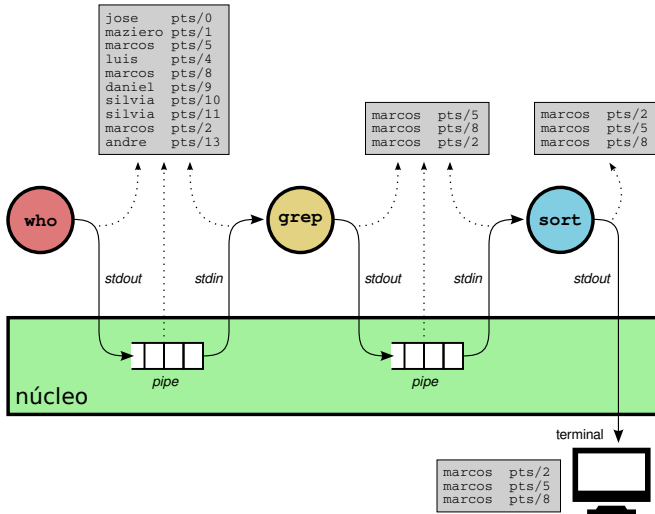 jose    pts/0
maziero pts/1
marcos  pts/5
luis    pts/4
marcos  pts/8
daniel  pts/9
silvia  pts/10
silvia  pts/11
marcos  pts/2
andre   pts/13
marcos  pts/5
marcos  pts/8
marcos  pts/2
marcos  pts/2
marcos  pts/5
marcos  pts/8
who
grep
sort
stdout
stdin
stdout
stdin
stdout
pipe
pipe
núcleo
terminal
marcos  pts/2
marcos  pts/5
marcos  pts/8